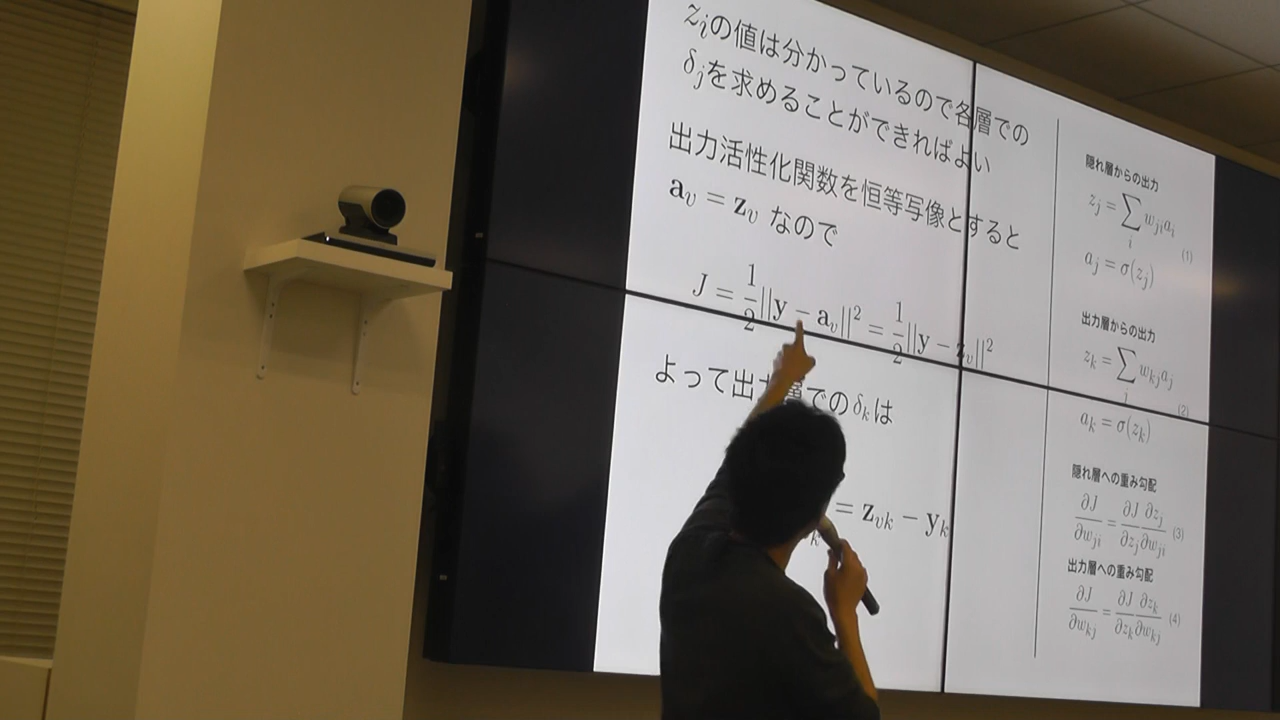 z_iの値は分かっているので各層での
δ_jを求めることができればよい
出力活性化関数を恒等写像とすると
a_v = z_v なので
J = 1/2||y − a_v||² = 1/2||y − z_v||²
よって出力層でのδ_kは
= z_vk − y_k
隠れ層からの出力
z_j = ∑_i w_ji a_i (1)
a_j = σ(z_j)
出力層からの出力
z_k = ∑_j w_kj a_j (2)
a_k = σ(z_k)
隠れ層への重み勾配
∂J/∂w_ji = ∂J/∂z_j ∂z_j/∂w_ji (3)
出力層への重み勾配
∂J/∂w_kj = ∂J/∂z_k ∂z_k/∂w_kj (4)